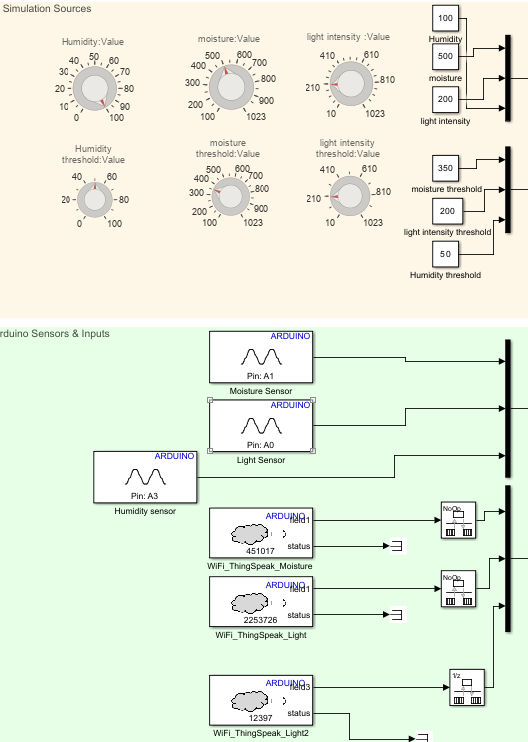 Simulation Sources
Humidity:Value
0 10 20 30 40 50 60 70 80 90 100
moisture:Value
100 200 300 400 500 600 700 800 900 1023
light intensity :Value
10 210 410 610 810 1023
100
Humidity
500
moisture
200
light intensity
Humidity
threshold:Value
0 20 40 60 80 100
moisture
threshold:Value
100 200 300 400 500 600 700 800 900 1023
light intensity
threshold:Value
10 210 410 610 810 1023
350
moisture threshold
200
light intensity threshold
50
Humidity threshold
rduino Sensors & Inputs
ARDUINO
Pin: A1
Moisture Sensor
ARDUINO
Pin: A0
Light Sensor
ARDUINO
Pin: A3
Humidity sensor
ARDUINO
field1
status
451017
WiFi_ThingSpeak_Moisture
NoOp
ARDUINO
field1
status
2253726
WiFi_ThingSpeak_Light
NoOp
ARDUINO
field3
status
12397
WiFi_ThingSpeak_Light2
1/z